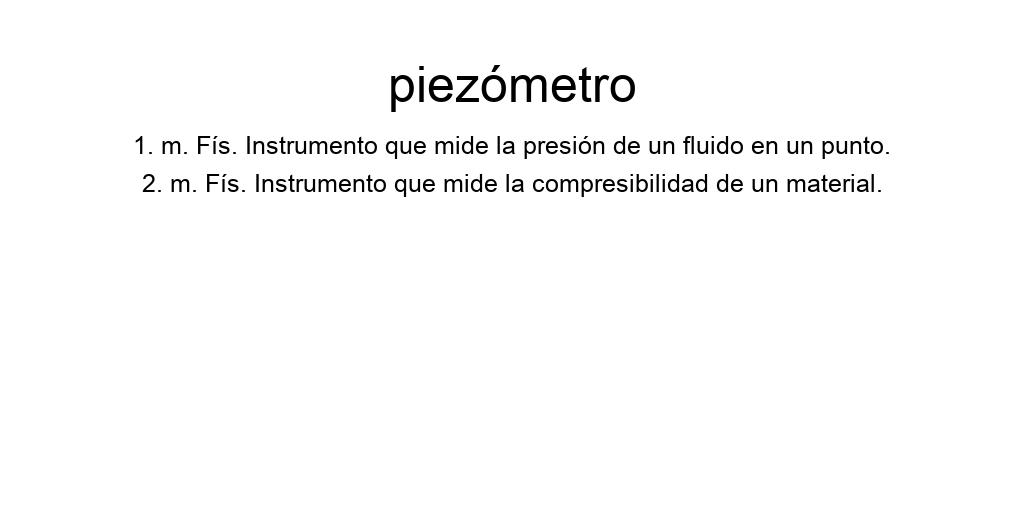 piezómetro
1. m. Fís. Instrumento que mide la presión de un fluido en un punto.
2. m. Fís. Instrumento que mide la compresibilidad de un material.